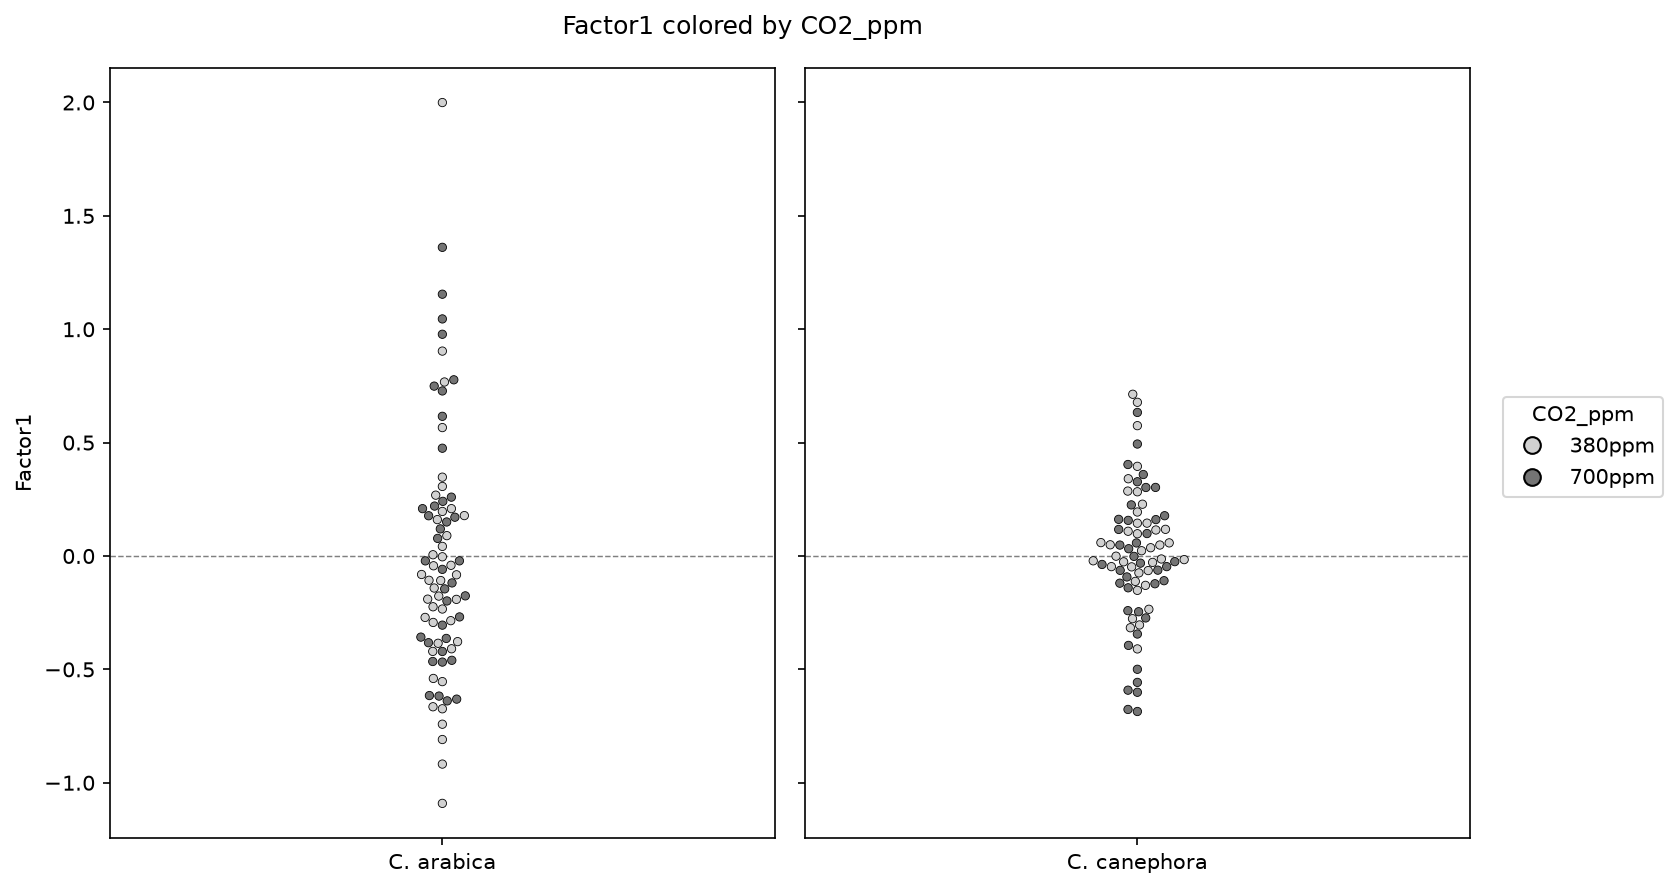 Factor1 colored by CO2_ppm
Factor1
2.0
1.5
1.0
0.5
0.0
−0.5
−1.0
C. arabica
C. canephora
CO2_ppm
380ppm
700ppm